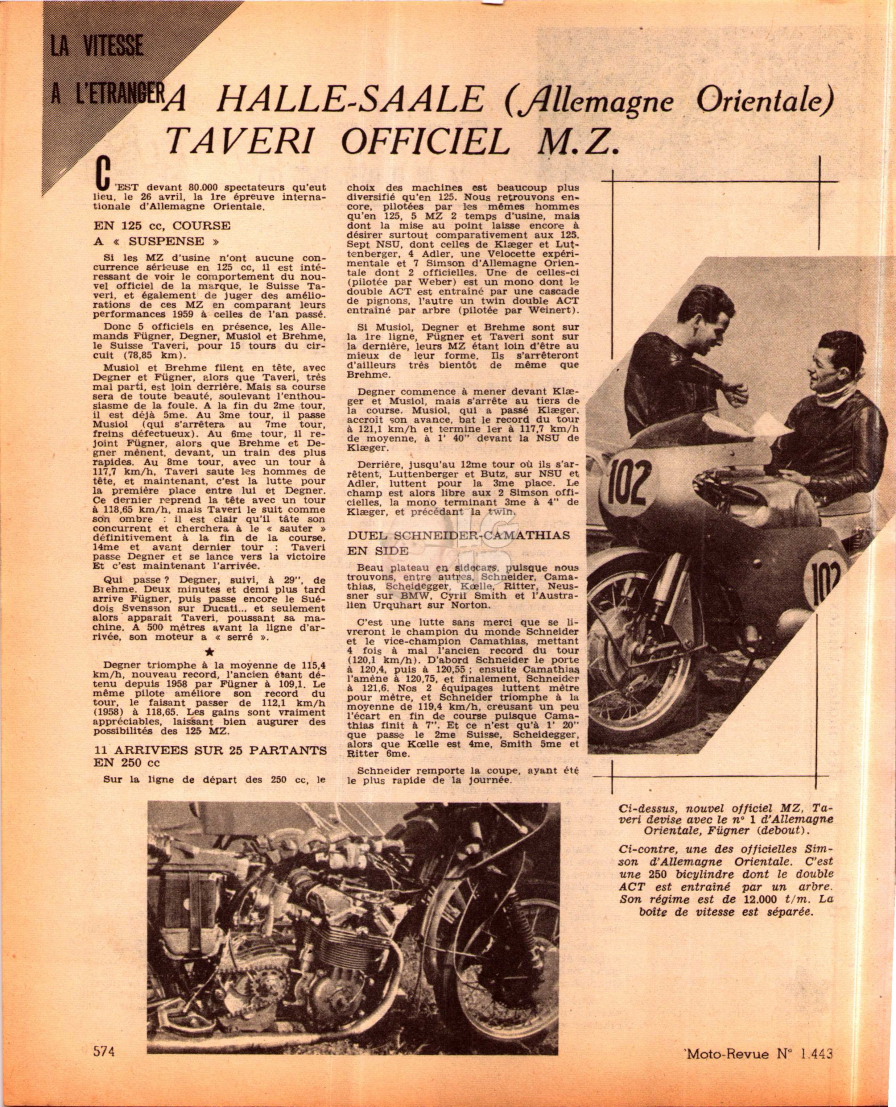 LA VITESSE
A L'ETRANGER
A HALLE-SAALE (Allemagne Orientale)
TAVERI OFFICIEL M.Z.
C'EST devant 80.000 spectateurs qu'eut
lieu, le 26 avril, la 1re épreuve interna-
tionale d'Allemagne Orientale.
EN 125 cc, COURSE
A « SUSPENSE »
Si les MZ d'usine n'ont aucune con-
currence sérieuse en 125 cc, il est inté-
ressant de voir le comportement du nou-
vel officiel de la marque, le Suisse Ta-
veri, et également de juger des amélio-
rations de ces MZ en comparant leurs
performances 1959 à celles de l'an passé.
Donc 5 officiels en présence, les Alle-
mands Fügner, Degner, Musiol et Brehme,
le Suisse Taveri, pour 15 tours du cir-
cuit (78,85 km).
Musiol et Brehme filent en tête, avec
Degner et Fügner, alors que Taveri, très
mal parti, est loin derrière. Mais sa course
sera de toute beauté, soulevant l'enthou-
siasme de la foule. A la fin du 2me tour,
il est déjà 5me. Au 3me tour, il passe
Musiol (qui s'arrêtera au 7me tour,
freins défectueux). Au 6me tour, il re-
joint Fügner, alors que Brehme et De-
gner mènent, devant, un train des plus
rapides. Au 8me tour, avec un tour à
117,7 km/h, Taveri saute les hommes de
tête, et maintenant, c'est la lutte pour
la première place entre lui et Degner.
Ce dernier reprend la tête avec un tour
à 118,65 km/h, mais Taveri le suit comme
son ombre : il est clair qu'il tâte son
concurrent et cherchera à le « sauter »
définitivement à la fin de la course.
14me et avant dernier tour : Taveri
passe Degner et se lance vers la victoire
Et c'est maintenant l'arrivée.
Qui passe ? Degner, suivi, à 29", de
Brehme. Deux minutes et demi plus tard
arrive Fügner, puis passe encore le Sué-
dois Svensson sur Ducati... et seulement
alors apparait Taveri, poussant sa ma-
chine. A 500 mètres avant la ligne d'ar-
rivée, son moteur a « serré ».
★
Degner triomphe à la moyenne de 115,4
km/h, nouveau record, l'ancien étant dé-
tenu depuis 1958 par Fügner à 109,1. Le
même pilote améliore son record du
tour, le faisant passer de 112,1 km/h
(1958) à 118,65. Les gains sont vraiment
appréciables, laissant bien augurer des
possibilités des 125 MZ.
11 ARRIVEES SUR 25 PARTANTS
EN 250 cc
Sur la ligne de départ des 250 cc, le
choix des machines est beaucoup plus
diversifié qu'en 125. Nous retrouvons en-
core, pilotées par les mêmes hommes
qu'en 125, 5 MZ 2 temps d'usine, mais
dont la mise au point laisse encore à
désirer surtout comparativement aux 125.
Sept NSU, dont celles de Klæger et Lut-
tenberger, 4 Adler, une Velocette expéri-
mentale et 7 Simson d'Allemagne Orien-
tale dont 2 officielles. Une de celles-ci
(pilotée par Weber) est un mono dont le
double ACT est entraîné par une cascade
de pignons, l'autre un twin double ACT
entraîné par arbre (pilotée par Weinert).
Si Musiol, Degner et Brehme sont sur
la 1re ligne, Fügner et Taveri sont sur
la dernière, leurs MZ étant loin d'être au
mieux de leur forme. Ils s'arrêteront
d'ailleurs très bientôt de même que
Brehme.
Degner commence à mener devant Klæ-
ger et Musiol, mais s'arrête au tiers de
la course. Musiol, qui a passé Klæger,
accroît son avance, bat le record du tour
à 121,1 km/h et termine 1er à 117,7 km/h
de moyenne, à 1' 40" devant la NSU de
Klæger.
Derrière, jusqu'au 12me tour où ils s'ar-
rêtent, Luttenberger et Butz, sur NSU et
Adler, luttent pour la 3me place. Le
champ est alors libre aux 2 Simson offi-
cielles, la mono terminant 3me à 4" de
Klæger, et précédant la twin.
DUEL SCHNEIDER-CAMATHIAS
EN SIDE
Beau plateau en sidecars, puisque nous
trouvons, entre autres, Schneider, Cama-
thias, Scheidegger, Kœlle, Ritter, Neus-
sner sur BMW, Cyril Smith et l'Austra-
lien Urquhart sur Norton.
C'est une lutte sans merci que se li-
vreront le champion du monde Schneider
et le vice-champion Camathias, mettant
4 fois à mal l'ancien record du tour
(120,1 km/h). D'abord Schneider le porte
à 120,4, puis à 120,55 ; ensuite Camathias
l'amène à 120,75, et finalement, Schneider
à 121,6. Nos 2 équipages luttent mètre
pour mètre, et Schneider triomphe à la
moyenne de 119,4 km/h, creusant un peu
l'écart en fin de course puisque Cama-
thias finit à 7". Et ce n'est qu'à 1' 20"
que passe le 2me Suisse, Scheidegger,
alors que Kœlle est 4me, Smith 5me et
Ritter 6me.
Schneider remporte la coupe, ayant été
le plus rapide de la journée.
102
102
Ci-dessus, nouvel officiel MZ, Ta-
veri devise avec le n° 1 d'Allemagne
Orientale, Fügner (debout).
Ci-contre, une des officielles Sim-
son d'Allemagne Orientale. C'est
une 250 bicylindre dont le double
ACT est entraîné par un arbre.
Son régime est de 12.000 t/m. La
boîte de vitesse est séparée.
574
Moto-Revue N° 1.443